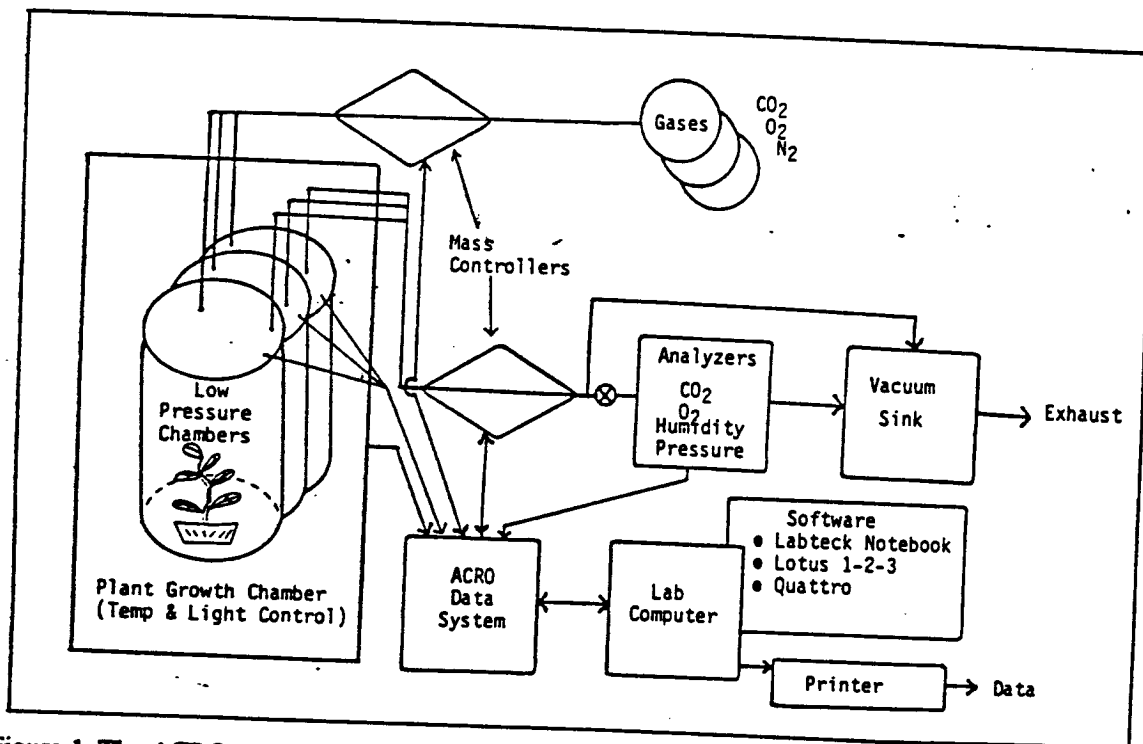 Gases
CO2
O2
N2
Mass
Controllers
Low
Pressure
Chambers
Plant Growth Chamber
(Temp & Light Control)
Analyzers
CO2
O2
Humidity
Pressure
Vacuum
Sink
Exhaust
ACRO
Data
System
Lab
Computer
Software
● Labteck Notebook
● Lotus 1-2-3
● Quattro
Printer
Data